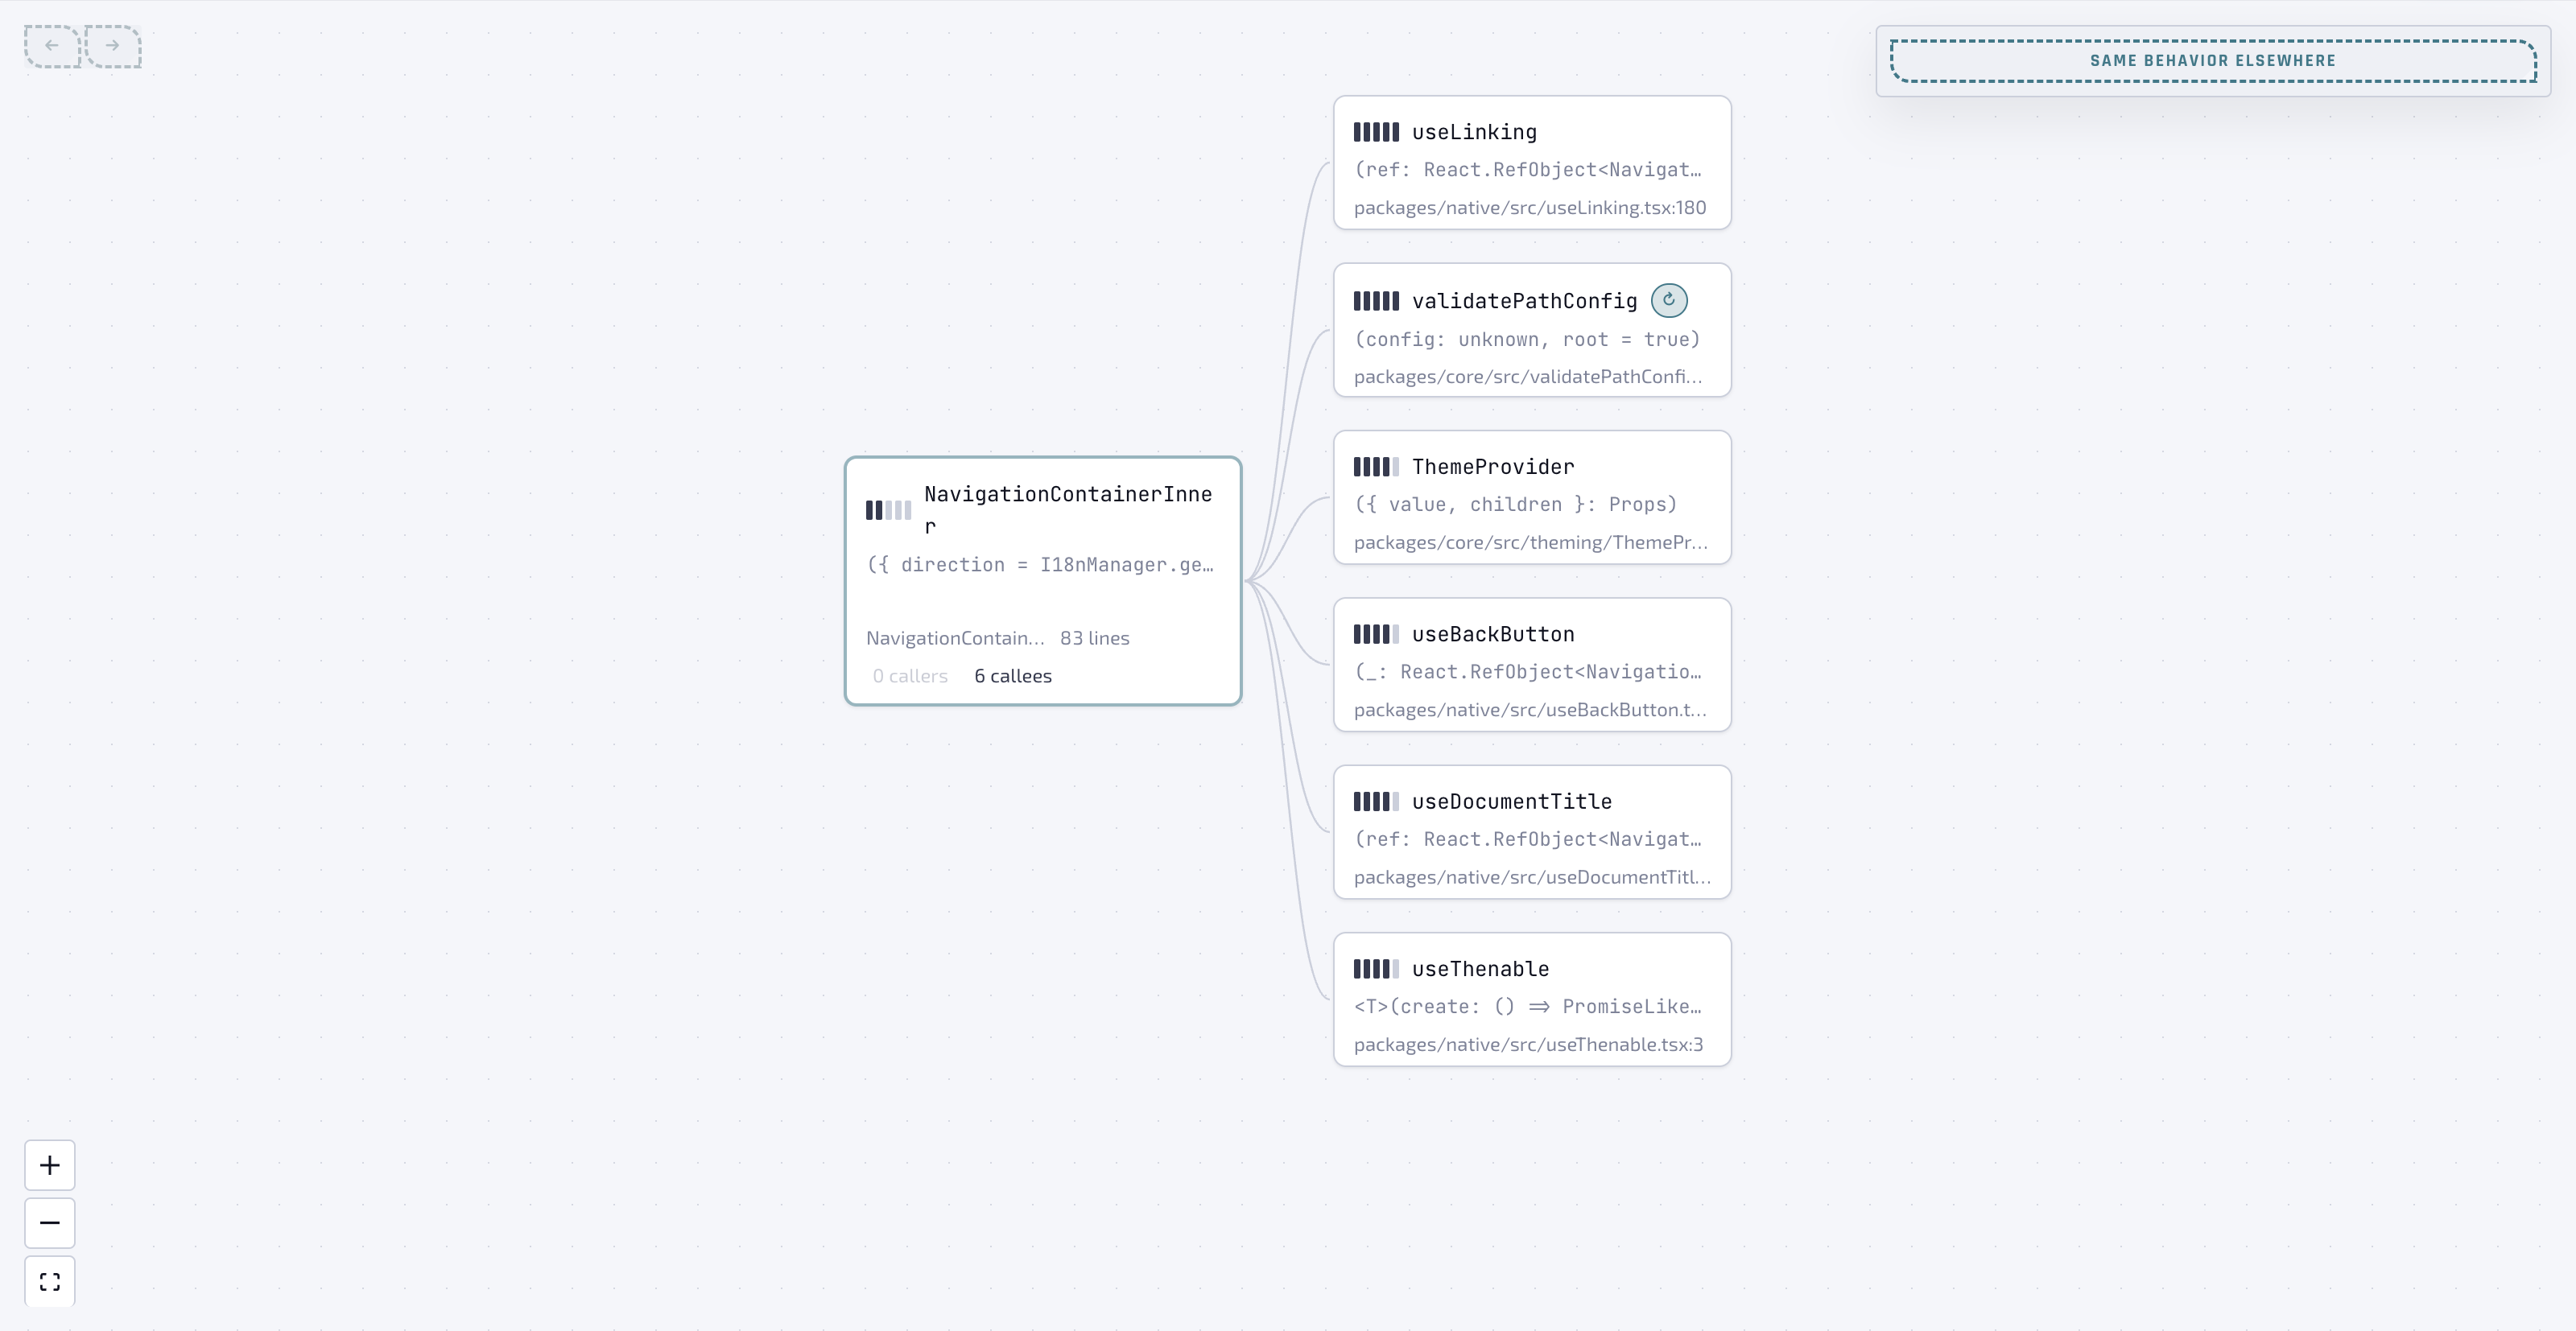 SAME BEHAVIOR ELSEWHERE
NavigationContainerInne
r
({ direction = I18nManager.ge…
NavigationContain… 83 lines
0 callers 6 callees
useLinking
(ref: React.RefObject<Navigat…
packages/native/src/useLinking.tsx:180
validatePathConfig
(config: unknown, root = true)
packages/core/src/validatePathConfi…
ThemeProvider
({ value, children }: Props)
packages/core/src/theming/ThemePr…
useBackButton
(_: React.RefObject<Navigatio…
packages/native/src/useBackButton.t…
useDocumentTitle
(ref: React.RefObject<Navigat…
packages/native/src/useDocumentTitl…
useThenable
<T>(create: () => PromiseLike…
packages/native/src/useThenable.tsx:3